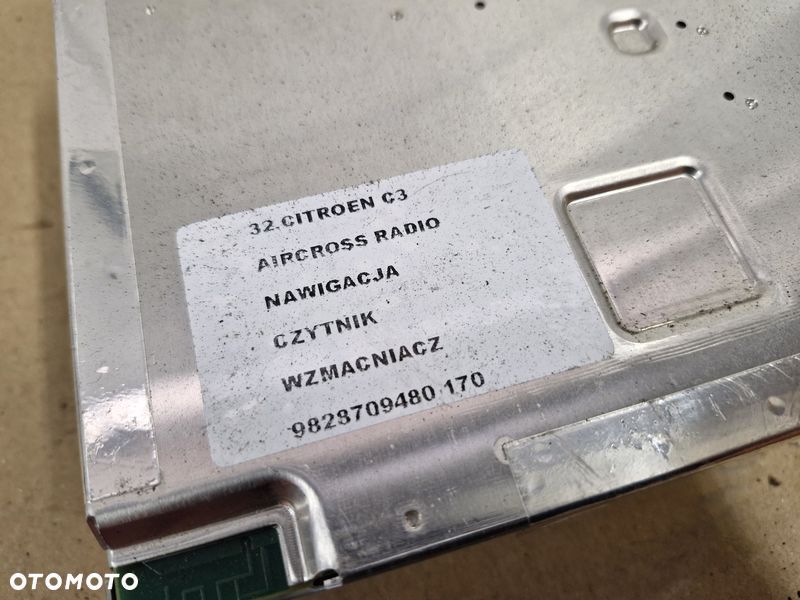 32.CITROEN C3
AIRCROSS RADIO
NAWIGACJA
CZYTNIK
WZMACNIACZ
9828709480 170
OTOMOTO